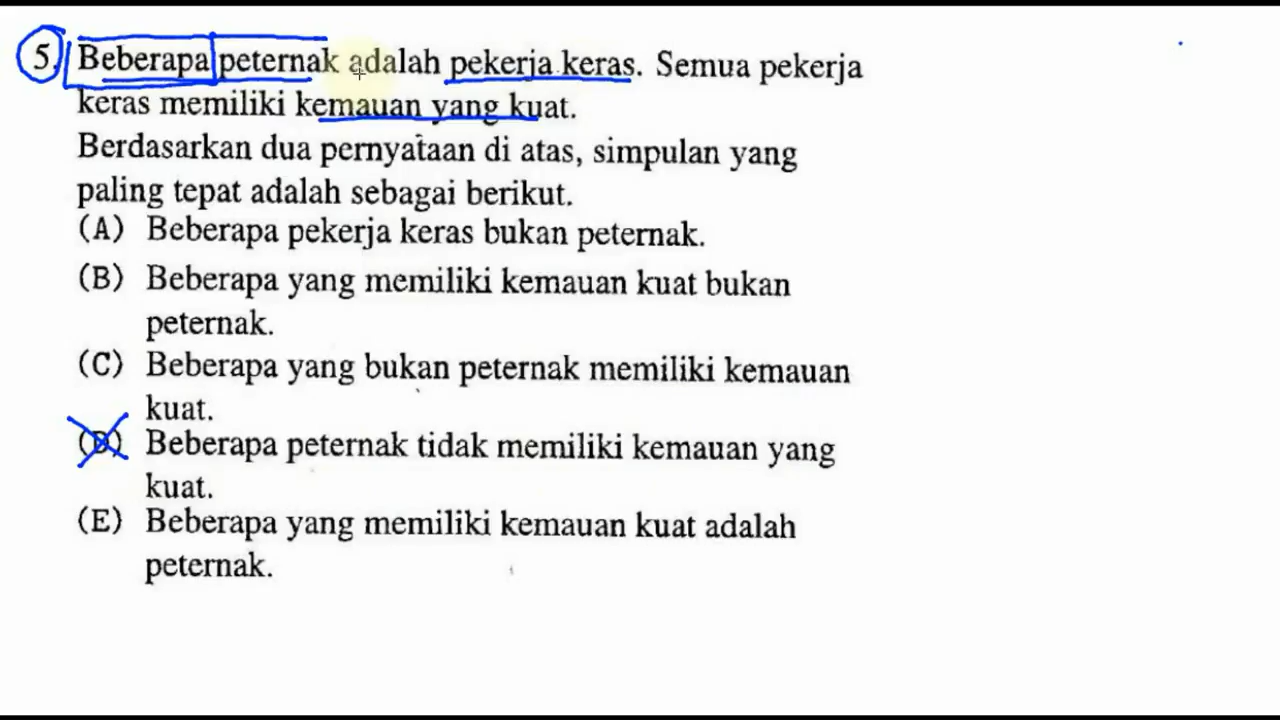 5. Beberapa peternak adalah pekerja keras. Semua pekerja
keras memiliki kemauan yang kuat.
Berdasarkan dua pernyataan di atas, simpulan yang
paling tepat adalah sebagai berikut.
(A) Beberapa pekerja keras bukan peternak.
(B) Beberapa yang memiliki kemauan kuat bukan
peternak.
(C) Beberapa yang bukan peternak memiliki kemauan
kuat.
(D) Beberapa peternak tidak memiliki kemauan yang
kuat.
(E) Beberapa yang memiliki kemauan kuat adalah
peternak.